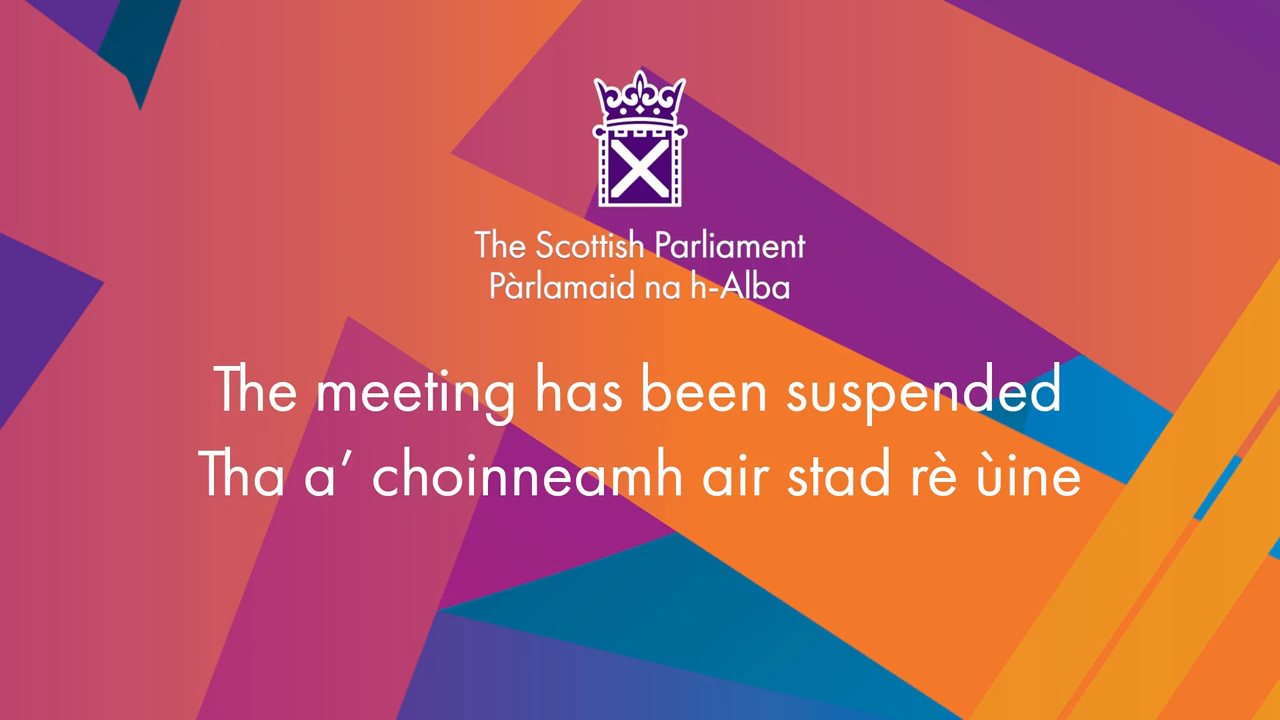 The Scottish Parliament
Pàrlamaid na h-Alba
The meeting has been suspended
Tha a’ choinneamh air stad rè ùine